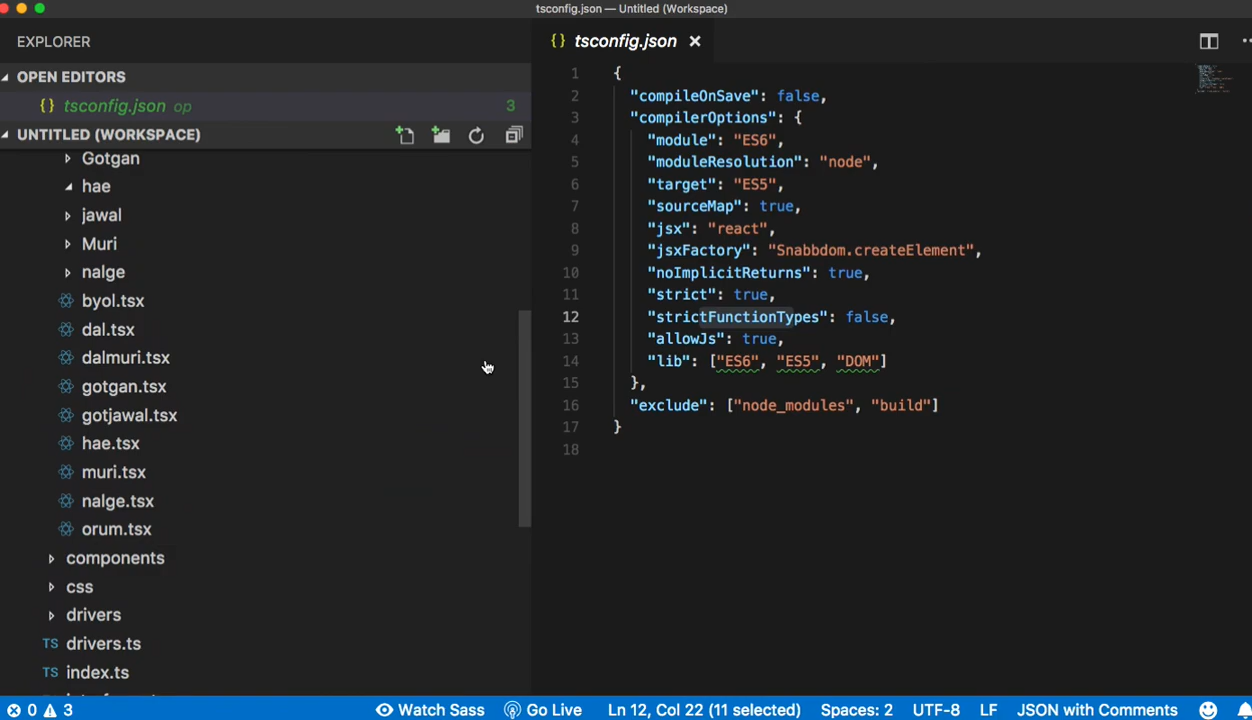 tsconfig.json — Untitled (Workspace)
EXPLORER
OPEN EDITORS
{} tsconfig.json op 3
UNTITLED (WORKSPACE)
Gotgan
hae
jawal
Muri
nalge
byol.tsx
dal.tsx
dalmuri.tsx
gotgan.tsx
gotjawal.tsx
hae.tsx
muri.tsx
nalge.tsx
orum.tsx
components
css
drivers
TS drivers.ts
TS index.ts
{} tsconfig.json ×
1 {
2 "compileOnSave": false,
3 "compilerOptions": {
4 "module": "ES6",
5 "moduleResolution": "node",
6 "target": "ES5",
7 "sourceMap": true,
8 "jsx": "react",
9 "jsxFactory": "Snabbdom.createElement",
10 "noImplicitReturns": true,
11 "strict": true,
12 "strictFunctionTypes": false,
13 "allowJs": true,
14 "lib": ["ES6", "ES5", "DOM"]
15 },
16 "exclude": ["node_modules", "build"]
17 }
18
0 3 Watch Sass Go Live Ln 12, Col 22 (11 selected) Spaces: 2 UTF-8 LF JSON with Comments